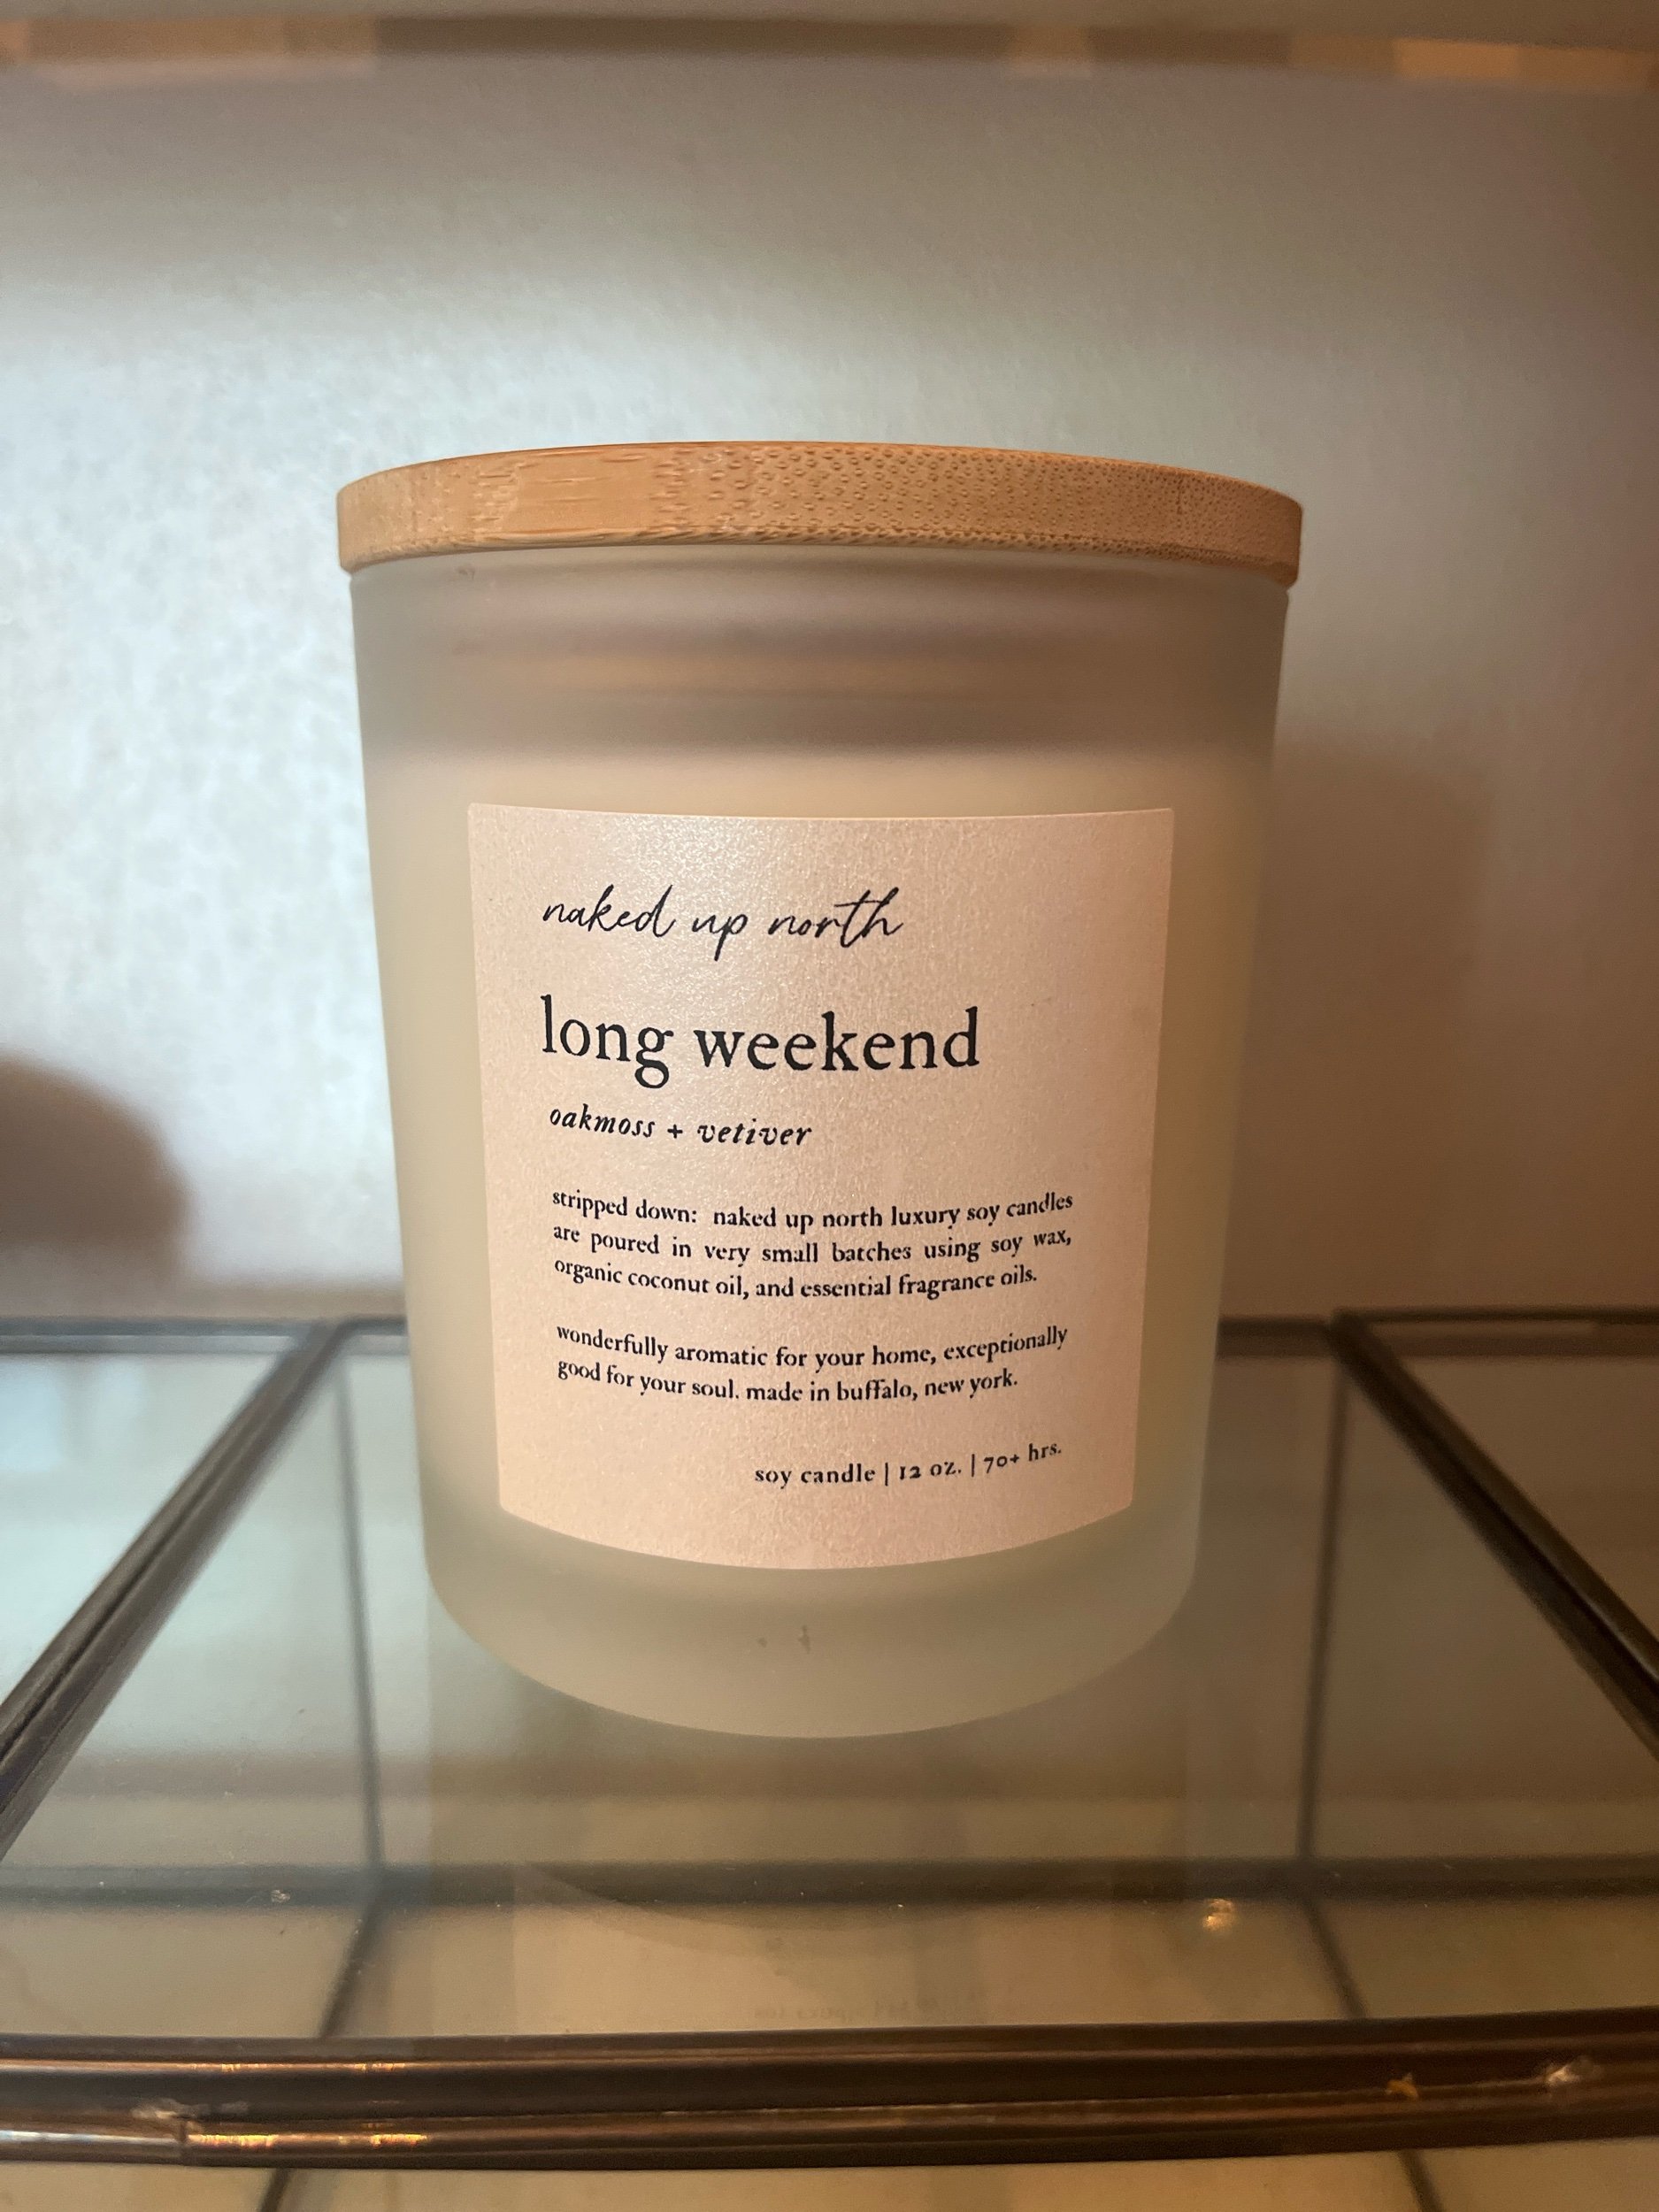 naked up north
long weekend
oakmoss + vetiver
stripped down: naked up north luxury soy candles
are poured in very small batches using soy wax,
organic coconut oil, and essential fragrance oils.
wonderfully aromatic for your home, exceptionally
good for your soul. made in buffalo, new york.
soy candle | 12 oz. | 70+ hrs.